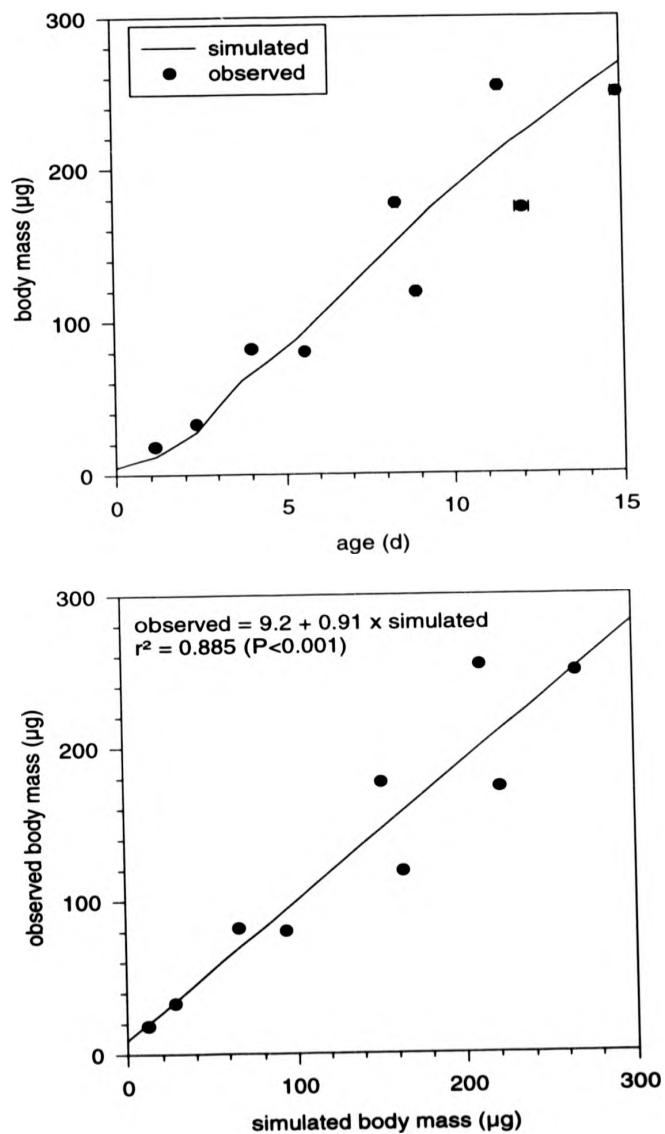 300
200
100
0
body mass (µg)
simulated
observed
0 5 10 15
age (d)
300
200
100
0
observed body mass (µg)
observed = 9.2 + 0.91 x simulated
r² = 0.885 (P<0.001)
0 100 200 300
simulated body mass (µg)